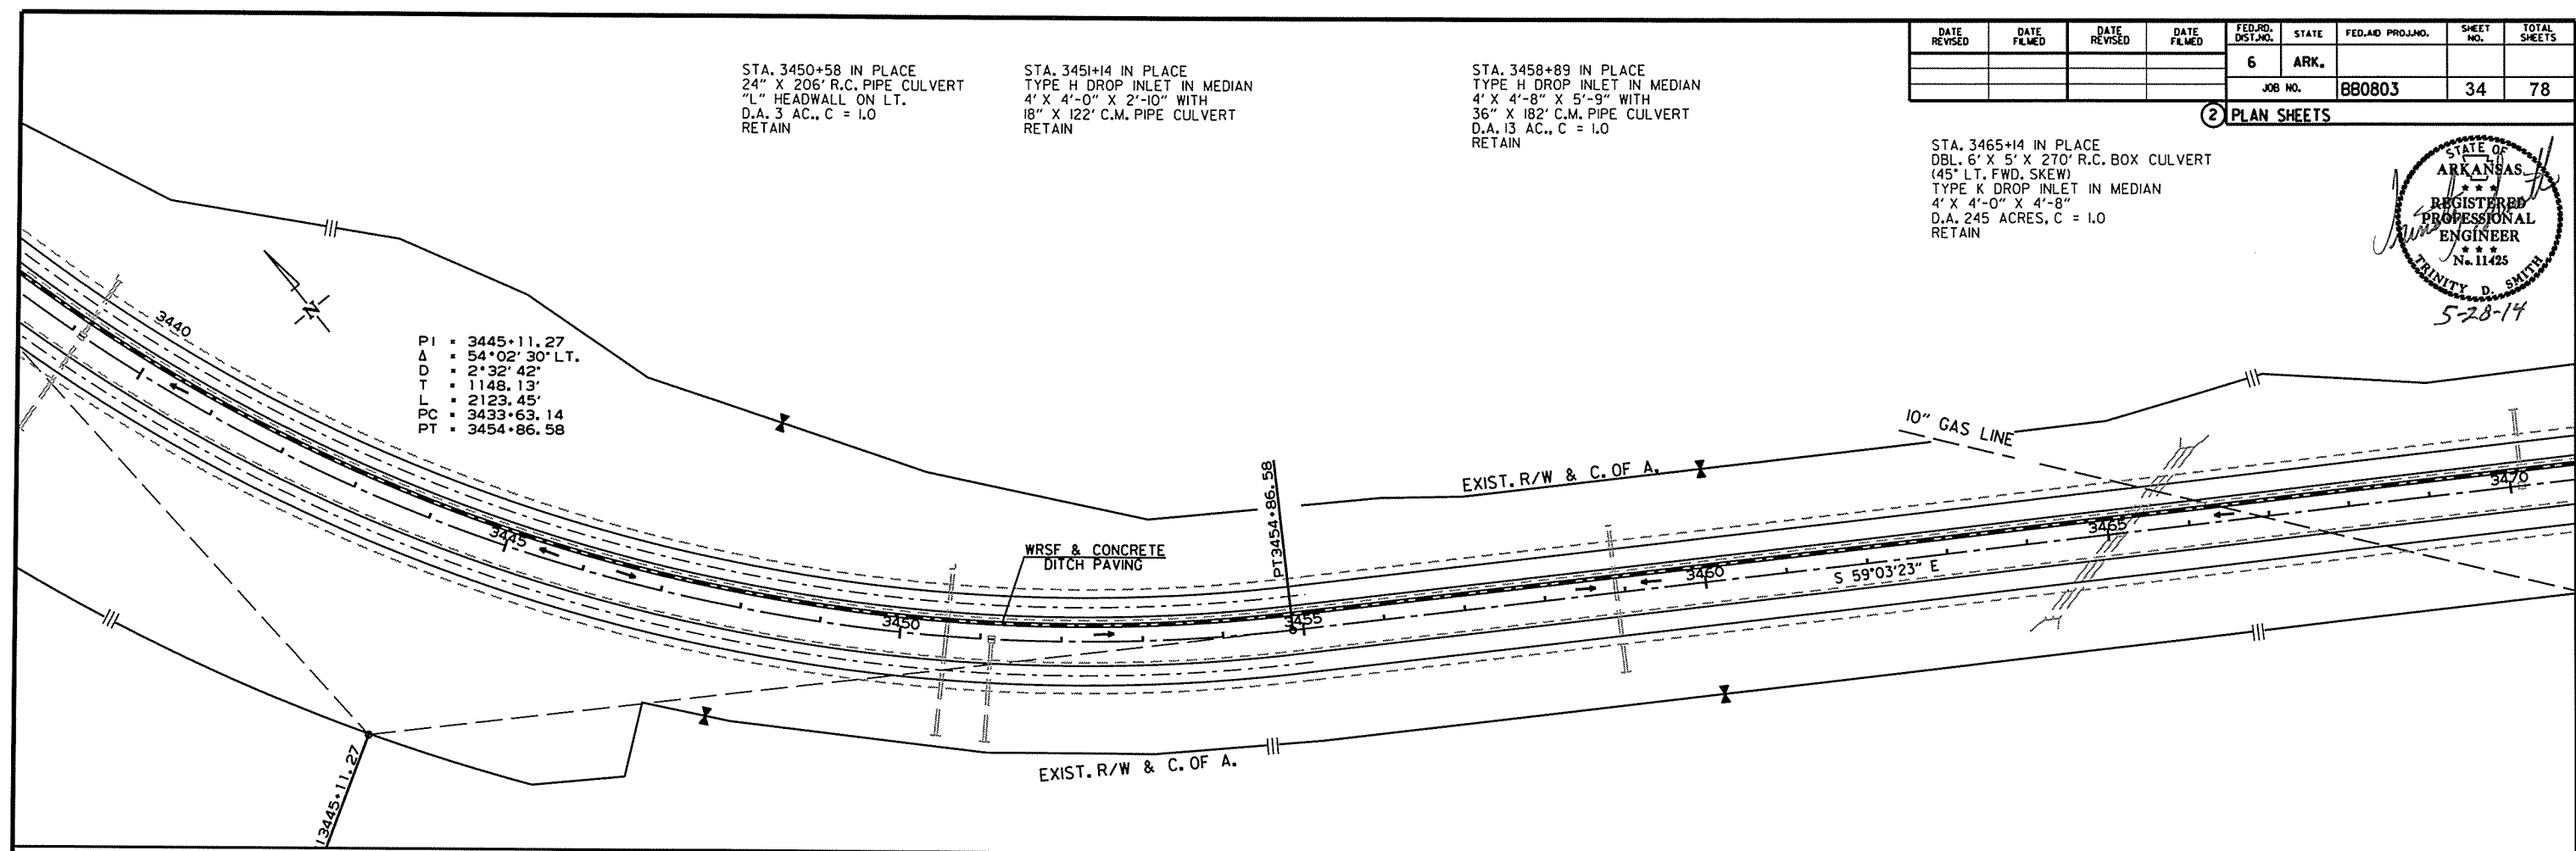 DATE REVISED
DATE FILMED
DATE REVISED
DATE FILMED
FED.RD. DIST.NO.
STATE
FED.AID PROJ.NO.
SHEET NO.
TOTAL SHEETS
6
ARK.
JOB NO.
BB0803
34
78
2 PLAN SHEETS
STA. 3450+58 IN PLACE
24" X 206' R.C. PIPE CULVERT
"L" HEADWALL ON LT.
D.A. 3 AC., C = 1.0
RETAIN
STA. 3451+14 IN PLACE
TYPE H DROP INLET IN MEDIAN
4' X 4'-0" X 2'-10" WITH
18" X 122' C.M. PIPE CULVERT
RETAIN
STA. 3458+89 IN PLACE
TYPE H DROP INLET IN MEDIAN
4' X 4'-8" X 5'-9" WITH
36" X 182' C.M. PIPE CULVERT
D.A. 13 AC., C = 1.0
RETAIN
STA. 3465+14 IN PLACE
DBL. 6' X 5' X 270' R.C. BOX CULVERT
(45° LT. FWD. SKEW)
TYPE K DROP INLET IN MEDIAN
4' X 4'-0" X 4'-8"
D.A. 245 ACRES, C = 1.0
RETAIN
STATE OF
ARKANSAS
REGISTERED
PROFESSIONAL
ENGINEER
No. 11425
TRINITY D. SMITH
5-28-14
N
3440
PI = 3445+11.27
Δ = 54°02'30" LT.
D = 2°32'42"
T = 1148.13'
L = 2123.45'
PC = 3433+63.14
PT = 3454+86.58
3445
WRSF & CONCRETE
DITCH PAVING
3450
PT3454+86.58
3455
EXIST. R/W & C. OF A.
3460
S 59°03'23" E
3465
10" GAS LINE
3470
EXIST. R/W & C. OF A.
I3445+11.27